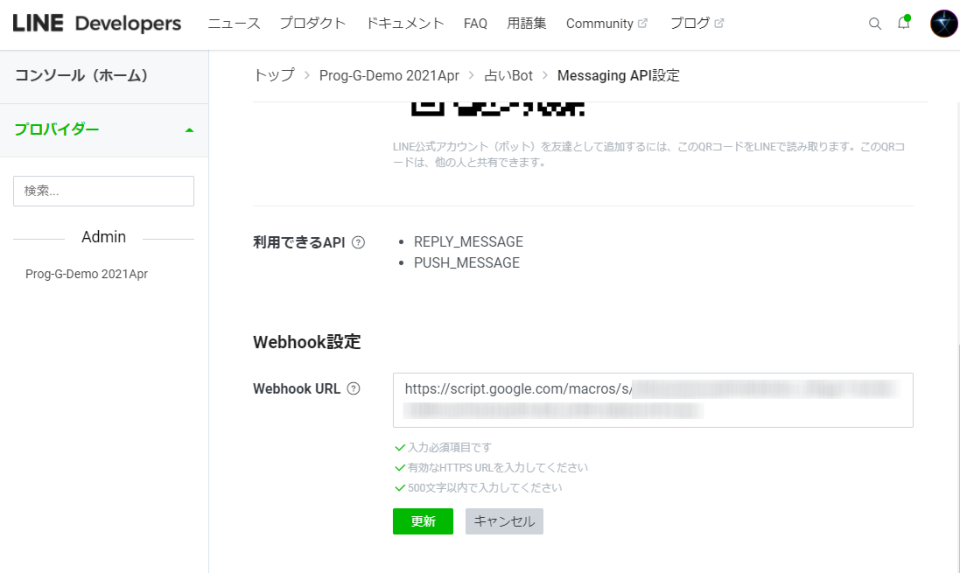 LINE Developers ニュース プロダクト ドキュメント FAQ 用語集 Community ブログ
コンソール（ホーム）
トップ > Prog-G-Demo 2021Apr > 占いBot > Messaging API設定
プロバイダー
LINE公式アカウント（ボット）を友達として追加するには、このQRコードをLINEで読み取ります。このQRコ
ードは、他の人と共有できます。
検索...
Admin
Prog-G-Demo 2021Apr
利用できるAPI ?
• REPLY_MESSAGE
• PUSH_MESSAGE
Webhook設定
Webhook URL ?
https://script.google.com/macros/s/
入力必須項目です
有効なHTTPS URLを入力してください
500文字以内で入力してください
更新 キャンセル